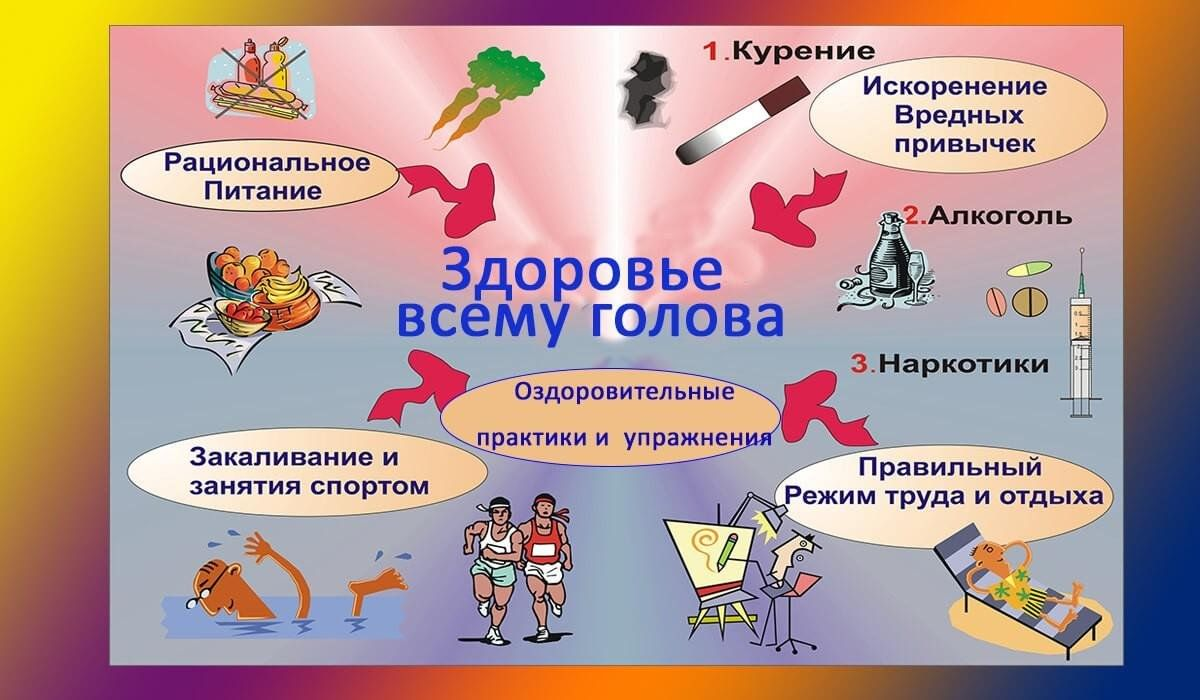 1.Курение
Искоренение
Вредных
привычек
Рациональное
Питание
2.Алкоголь
Здоровье
всему голова
3.Наркотики
Оздоровительные
практики и упражнения
Закаливание и
занятия спортом
Правильный
Режим труда и отдыха